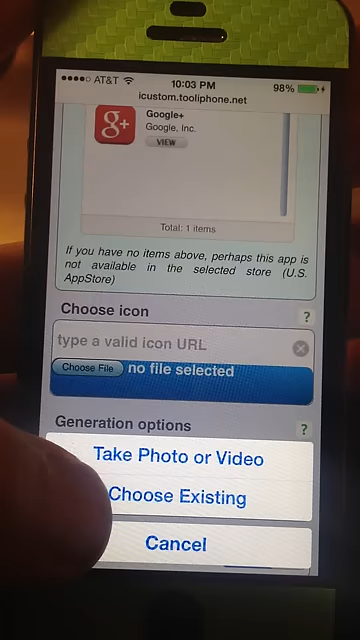 AT&T 10:03 PM 98%
icustom.tooliphone.net
g+
Google+
Google, Inc.
VIEW
Total: 1 items
If you have no items above, perhaps this app is
not available in the selected store (U.S.
AppStore)
Choose icon ?
type a valid icon URL
Choose File no file selected
Generation options ?
Take Photo or Video
Choose Existing
Cancel